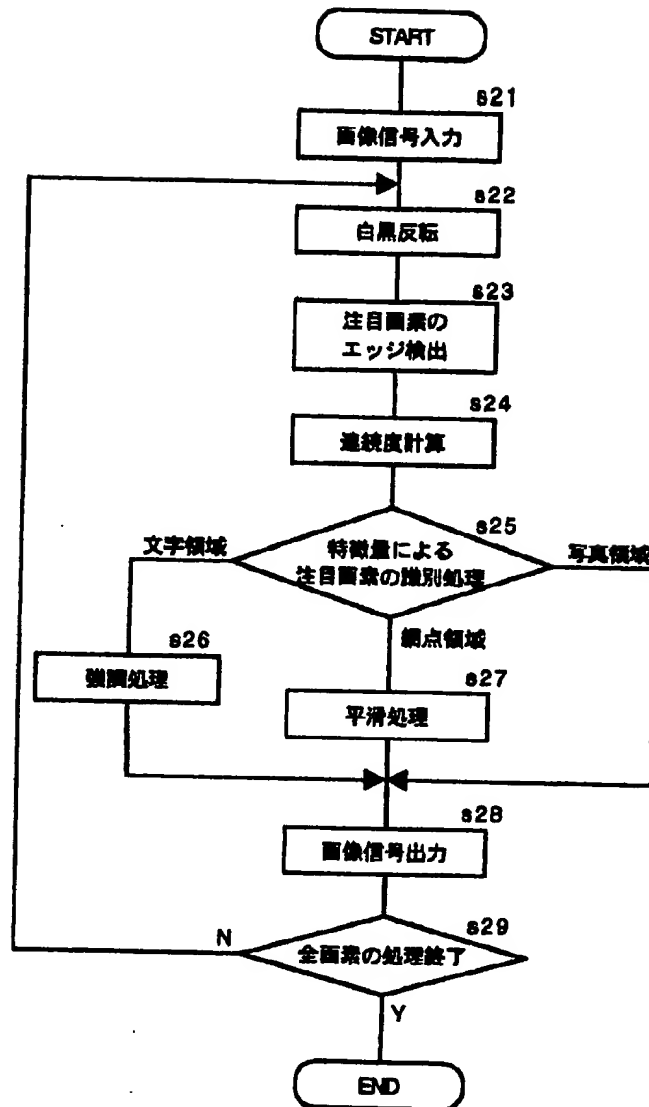 START
s21
画像信号入力
s22
白黒反転
s23
注目画素の
エッジ検出
s24
連続度計算
s25
文字領域
特徴量による
写真領域
注目画素の識別処理
網点領域
s26
強調処理
s27
平滑処理
s28
画像信号出力
s29
N
全画素の処理終了
Y
END